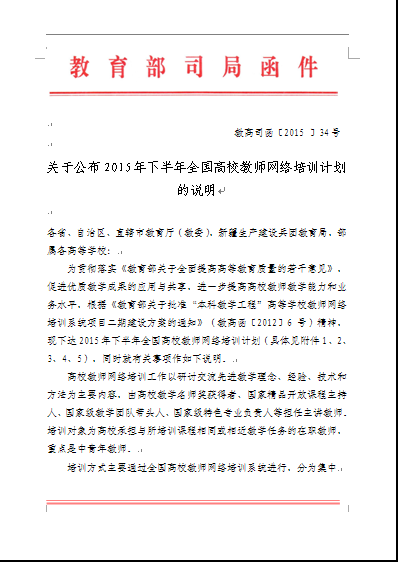 教育部司局函件
教高司函〔2015〕34号
关于公布2015年下半年全国高校教师网络培训计划
的说明
各省、自治区、直辖市教育厅（教委），新疆生产建设兵团教育局，部
属各高等学校：
为贯彻落实《教育部关于全面提高高等教育质量的若干意见》，
促进优质教学成果的应用与共享，进一步提高高校教师教学能力和业
务水平，根据《教育部关于批准“本科教学工程”高等学校教师网络
培训系统项目二期建设方案的通知》（教高函[2012]6 号）精神，
现下达2015年下半年全国高校教师网络培训计划（具体见附件1、2、
3、4、5），同时就有关事项作如下说明。
高校教师网络培训工作以研讨交流先进教学理念、经验、技术和
方法为主要内容，由高校教学名师奖获得者、国家精品开放课程主持
人、国家级教学团队带头人、国家级特色专业负责人等担任主讲教师。
培训对象为高校承担与所培训课程相同或相近教学任务的在职教师，
重点是中青年教师。
培训方式主要通过全国高校教师网络培训系统进行，分为集中